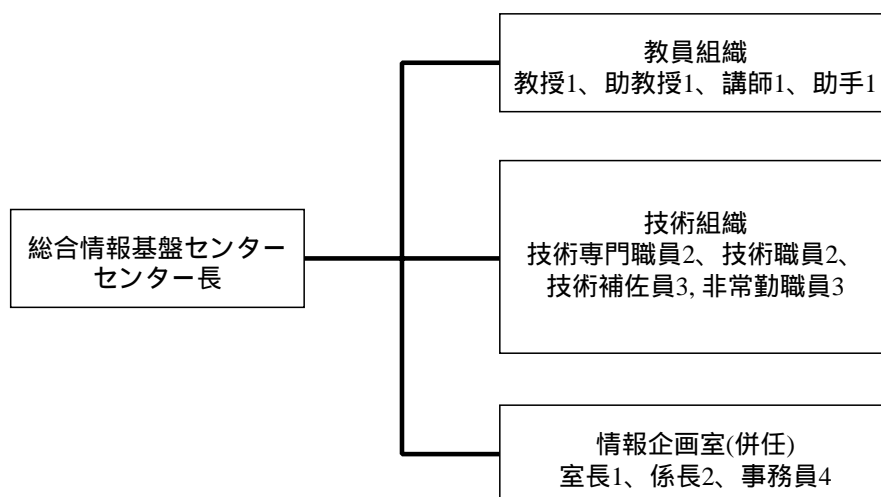 教員組織
教授1、助教授1、講師1、助手1
総合情報基盤センター
センター長
技術組織
技術専門職員2、技術職員2、
技術補佐員3, 非常勤職員3
情報企画室(併任)
室長1、係長2、事務員4